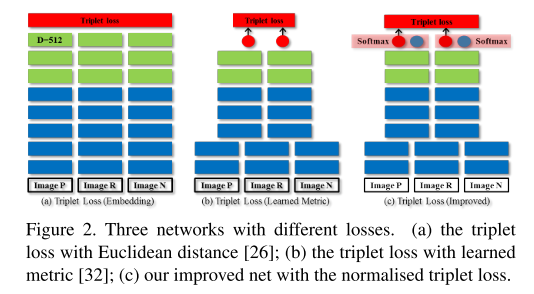 Triplet loss
Triplet loss
Triplet loss
D=512
Softmax
Softmax
Image P
Image R
Image N
Image P
Image R
Image N
Image P
Image R
Image N
(a) Triplet Loss (Embedding)
(b) Triplet Loss (Learned Metric)
(c) Triplet Loss (Improved)
Figure 2. Three networks with different losses. (a) the triplet
loss with Euclidean distance [26]; (b) the triplet loss with learned
metric [32]; (c) our improved net with the normalised triplet loss.